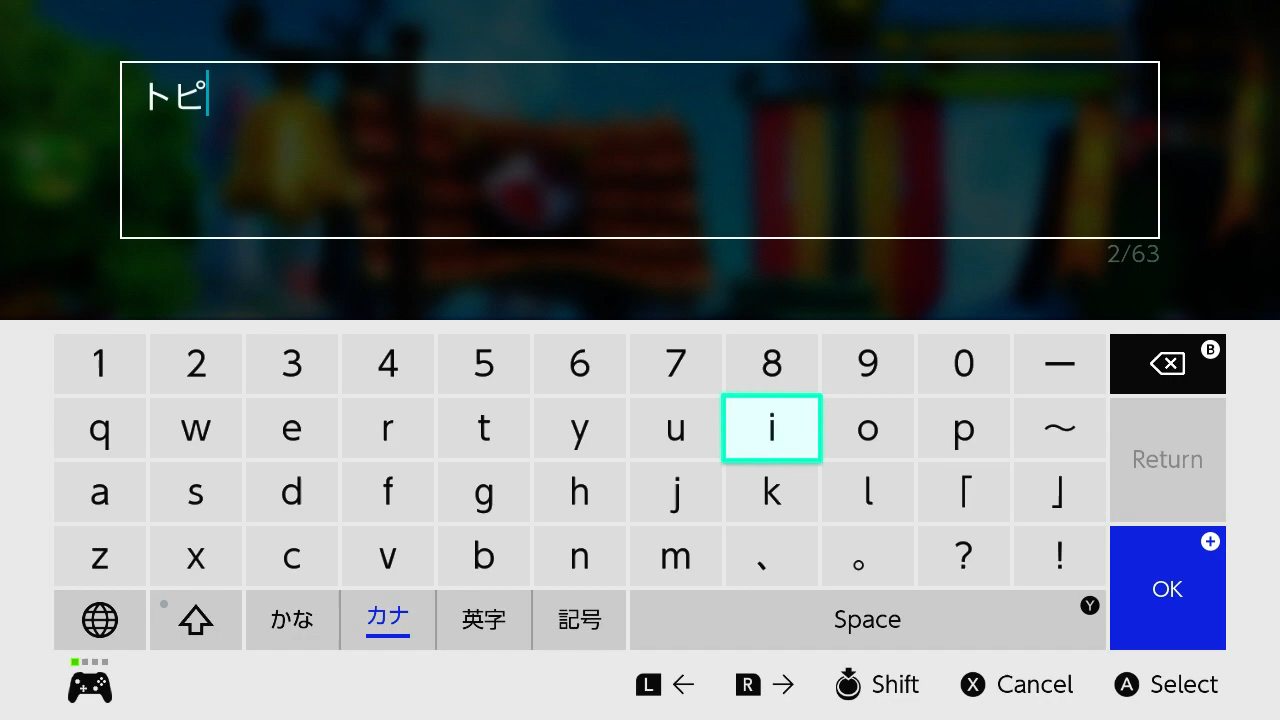 トピ
2/63
1 2 3 4 5 6 7 8 9 0 ー B
q w e r t y u i o p ～ Return
a s d f g h j k l 「 」
z x c v b n m 、 。 ? ! + OK
かな カナ 英字 記号 Space Y
L ← R → Shift X Cancel A Select